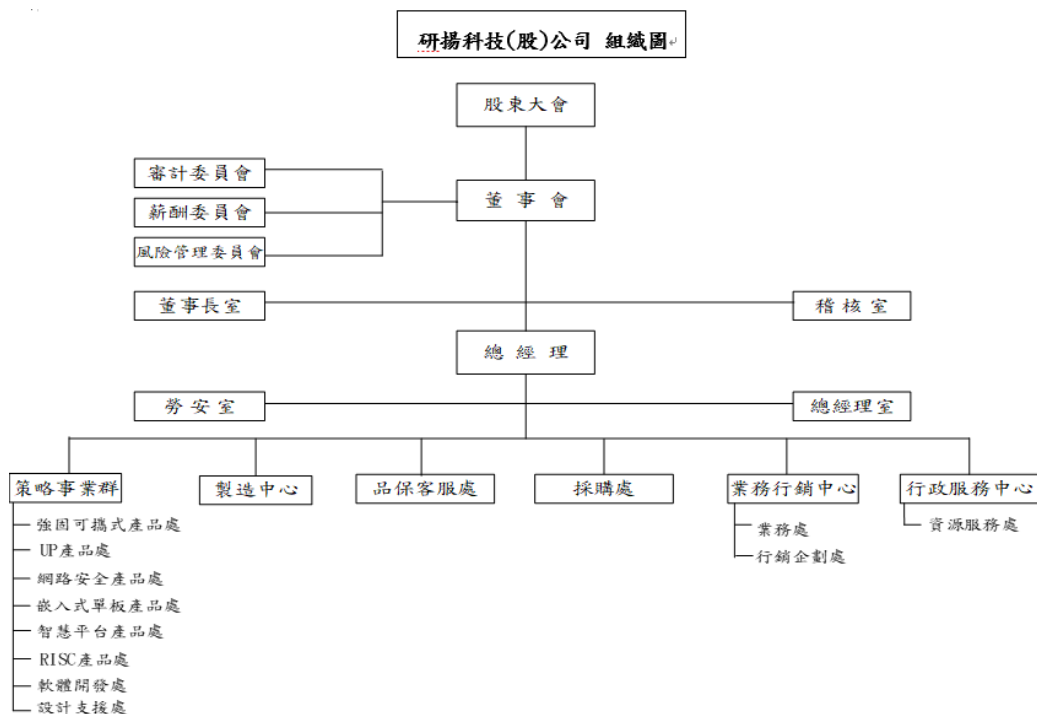 研揚科技(股)公司 組織圖
股東大會
審計委員會
董事會
薪酬委員會
風險管理委員會
董事長室
稽核室
總經理
勞安室
總經理室
策略事業群
製造中心
品保客服處
採購處
業務行銷中心
行政服務中心
強固可攜式產品處
UP產品處
網路安全產品處
嵌入式單板產品處
智慧平台產品處
RISC產品處
軟體開發處
設計支援處
業務處
行銷企劃處
資源服務處